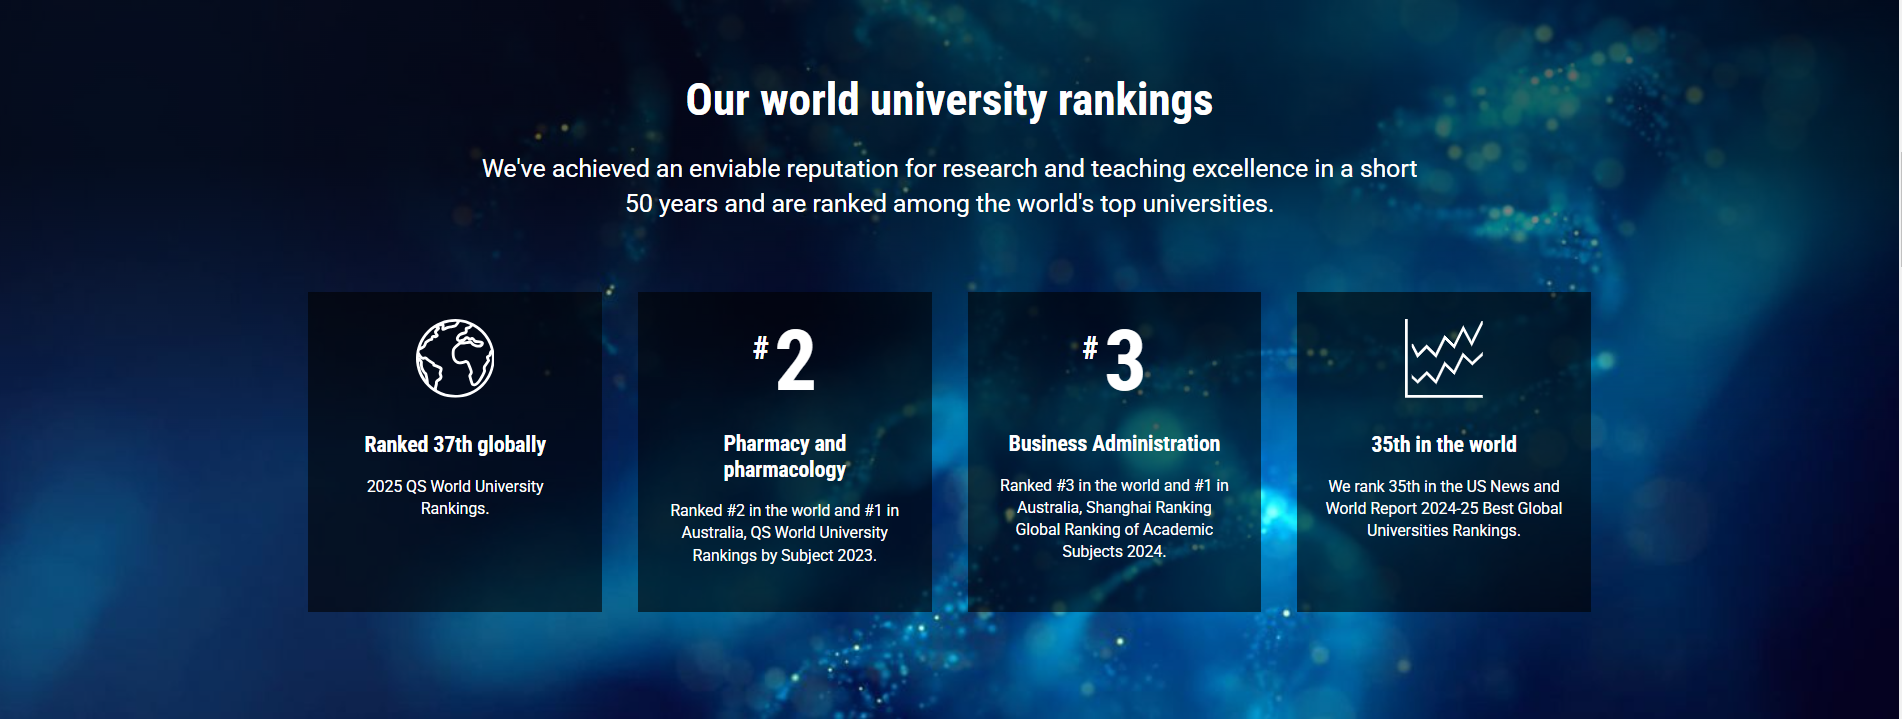 Our world university rankings
We've achieved an enviable reputation for research and teaching excellence in a short
50 years and are ranked among the world's top universities.
Ranked 37th globally
2025 QS World University
Rankings.
#2
Pharmacy and
pharmacology
Ranked #2 in the world and #1 in
Australia, QS World University
Rankings by Subject 2023.
#3
Business Administration
Ranked #3 in the world and #1 in
Australia, Shanghai Ranking
Global Ranking of Academic
Subjects 2024.
35th in the world
We rank 35th in the US News and
World Report 2024-25 Best Global
Universities Rankings.